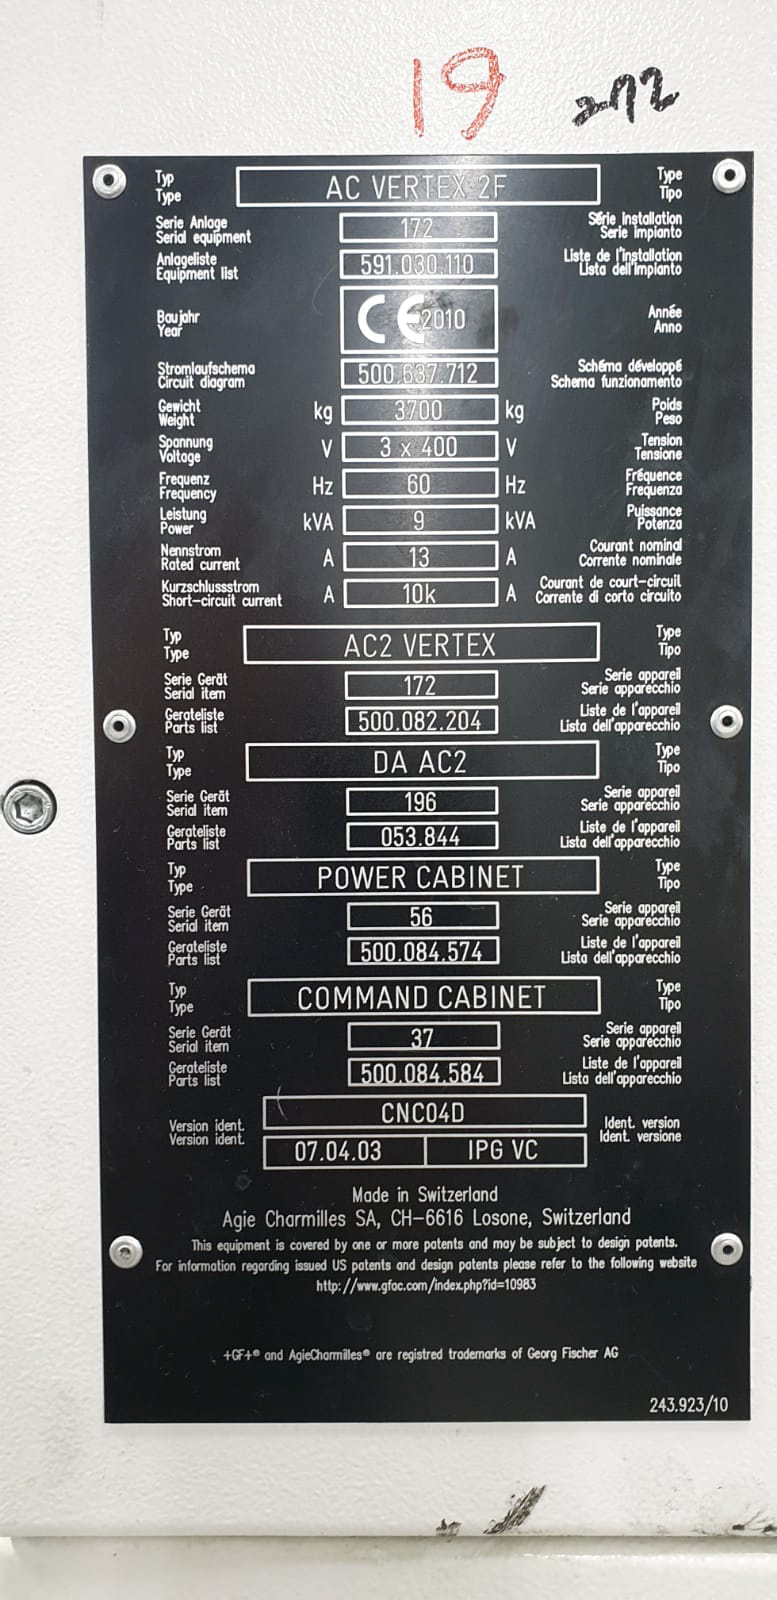 19
Typ AC VERTEX 2F Type
Type Tipo
Serie Anlage 172 Série installation
Serial equipment Serie impianto
Anlageliste 591.030.110 Liste de l'installation
Equipment list Lista dell'impianto
Baujahr CE 2010 Année
Year Anno
Stromlaufschema 500.637.712 Schéma développé
Circuit diagram Schema funzionamento
Gewicht kg 3700 kg Poids
Weight Peso
Spannung V 3 x 400 V Tension
Voltage Tensione
Frequenz Hz 60 Hz Fréquence
Frequency Frequenza
Leistung kVA 9 kVA Puissance
Power Potenza
Nennstrom A 13 A Courant nominal
Rated current Corrente nominale
Kurzschlussstrom A 10k A Courant de court-circuit
Short-circuit current Corrente di corto circuito
Typ AC2 VERTEX Type
Type Tipo
Serie Gerät 172 Serie appareil
Serial item Serie apparecchio
Gerateliste 500.082.204 Liste de l'appareil
Parts list Lista dell'apparecchio
Typ DA AC2 Type
Type Tipo
Serie Gerät 196 Serie appareil
Serial item Serie apparecchio
Gerateliste 053.844 Liste de l'appareil
Parts list Lista dell'apparecchio
Typ POWER CABINET Type
Type Tipo
Serie Gerät 56 Serie appareil
Serial item Serie apparecchio
Gerateliste 500.084.574 Liste de l'appareil
Parts list Lista dell'apparecchio
Typ COMMAND CABINET Type
Type Tipo
Serie Gerät 37 Serie appareil
Serial item Serie apparecchio
Gerateliste 500.084.584 Liste de l'appareil
Parts list Lista dell'apparecchio
CNC04D
Version ident. Ident. version
Version ident. Ident. versione
07.04.03 IPG VC
Made in Switzerland
Agie Charmilles SA, CH-6616 Losone, Switzerland
This equipment is covered by one or more patents and may be subject to design patents.
For information regarding issued US patents and design patents please refer to the following website
http://www.gfac.com/index.php?id=10983
+GF+® and AgieCharmilles® are registred trademarks of Georg Fischer AG
243.923/10